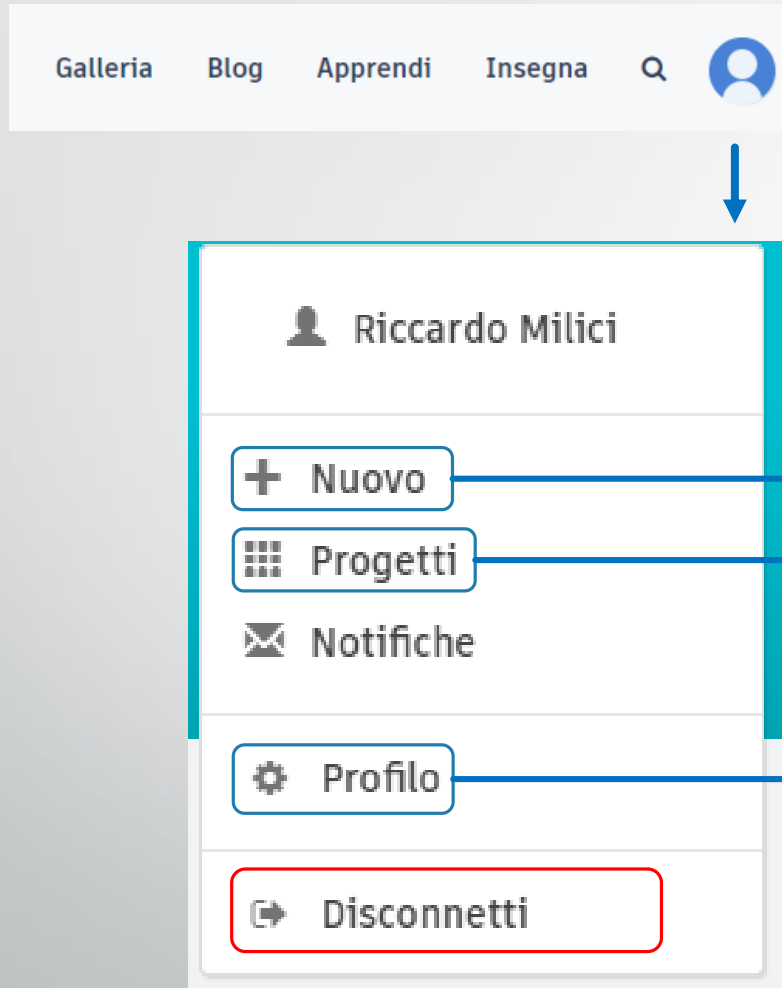 Galleria Blog Apprendi Insegna
Riccardo Milici
Nuovo
Progetti
Notifiche
Profilo
Disconnetti